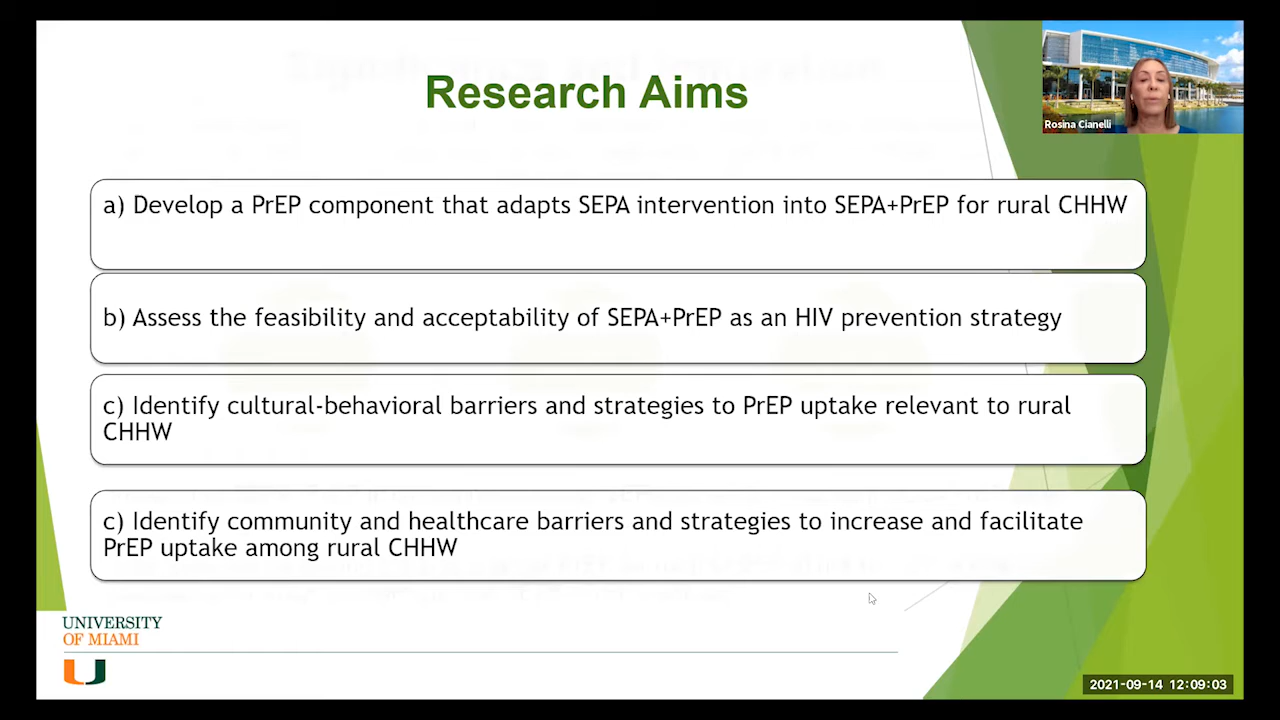 Research Aims
Rosina Cianelli
a) Develop a PrEP component that adapts SEPA intervention into SEPA+PrEP for rural CHHW
b) Assess the feasibility and acceptability of SEPA+PrEP as an HIV prevention strategy
c) Identify cultural-behavioral barriers and strategies to PrEP uptake relevant to rural
CHHW
c) Identify community and healthcare barriers and strategies to increase and facilitate
PrEP uptake among rural CHHW
UNIVERSITY
OF MIAMI
2021-09-14 12:09:03